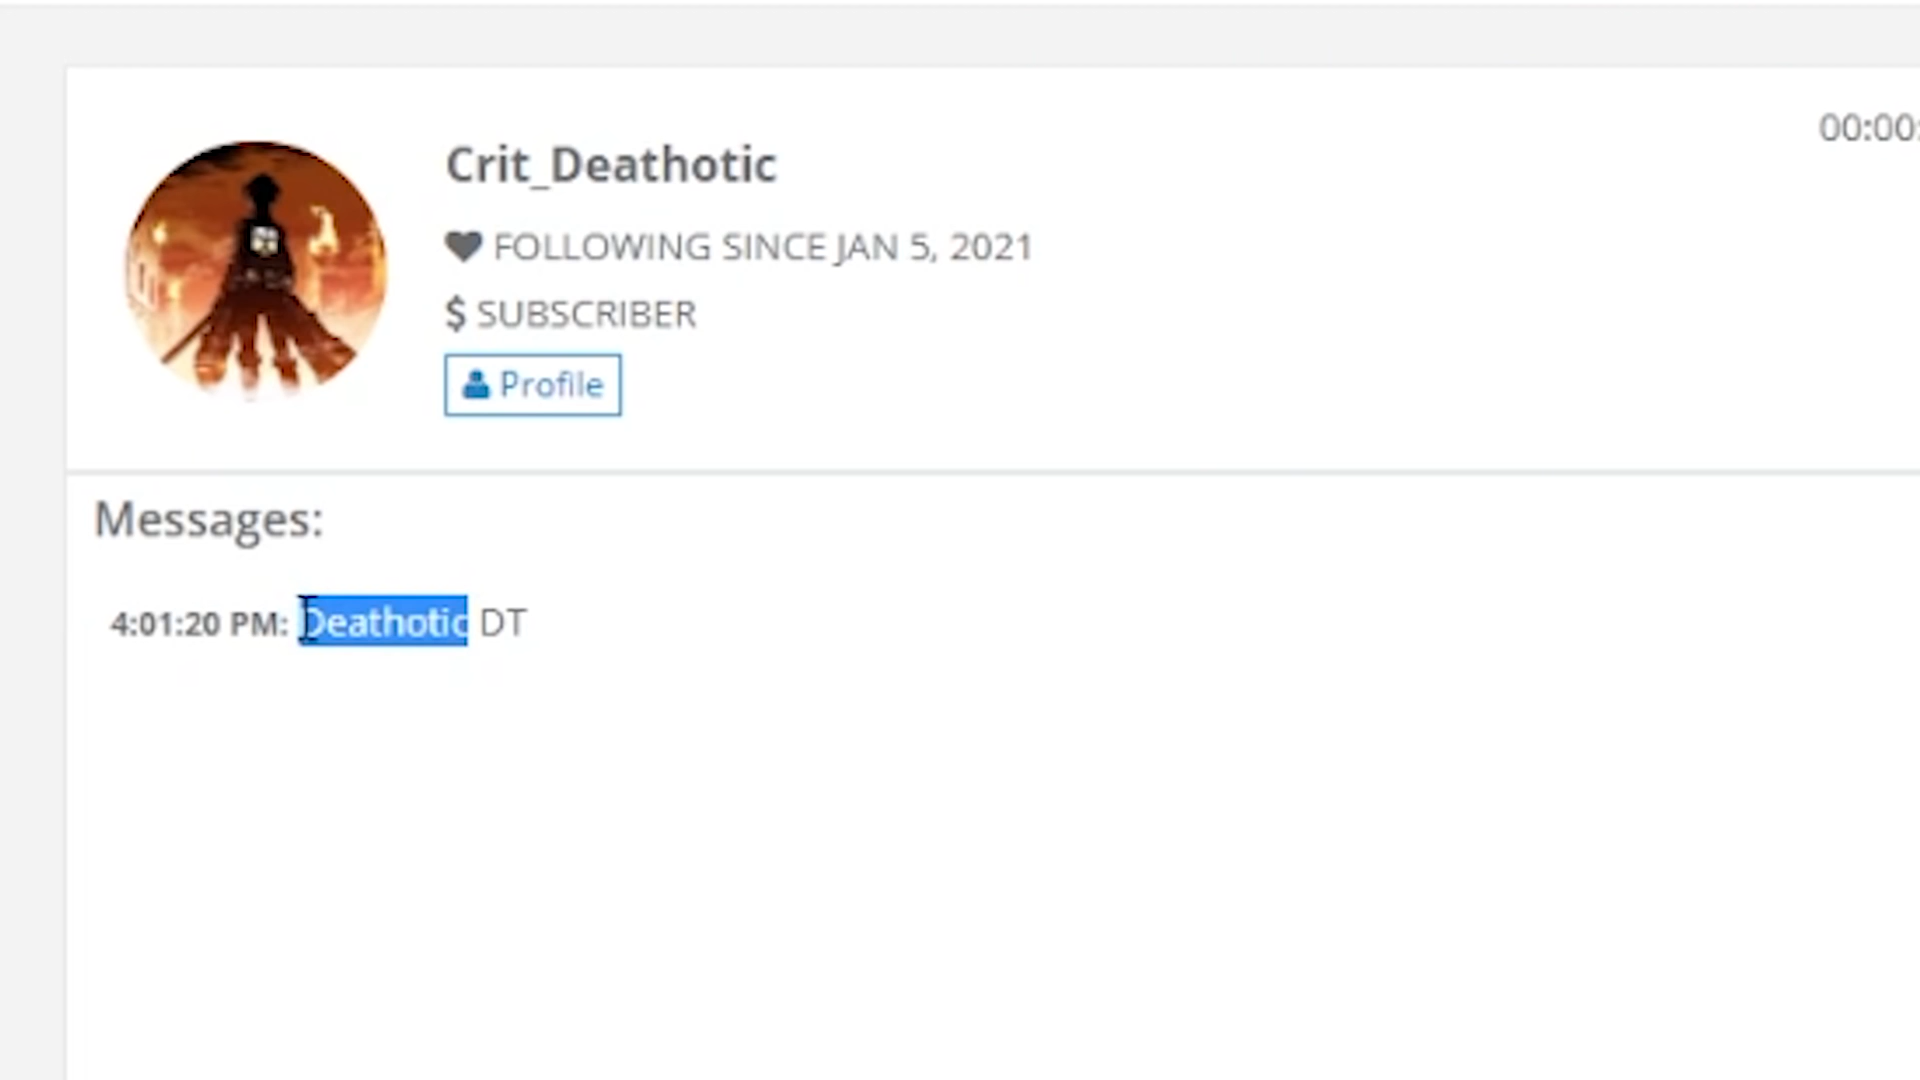 00:00:
Crit_Deathotic
FOLLOWING SINCE JAN 5, 2021
$ SUBSCRIBER
Profile
Messages:
4:01:20 PM: Deathotic DT